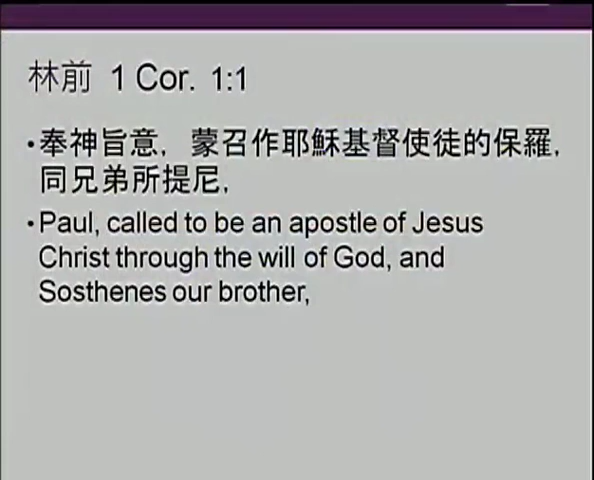 林前 1 Cor. 1:1
•奉神旨意，蒙召作耶穌基督使徒的保羅，
同兄弟所提尼，
•Paul, called to be an apostle of Jesus
Christ through the will of God, and
Sosthenes our brother,